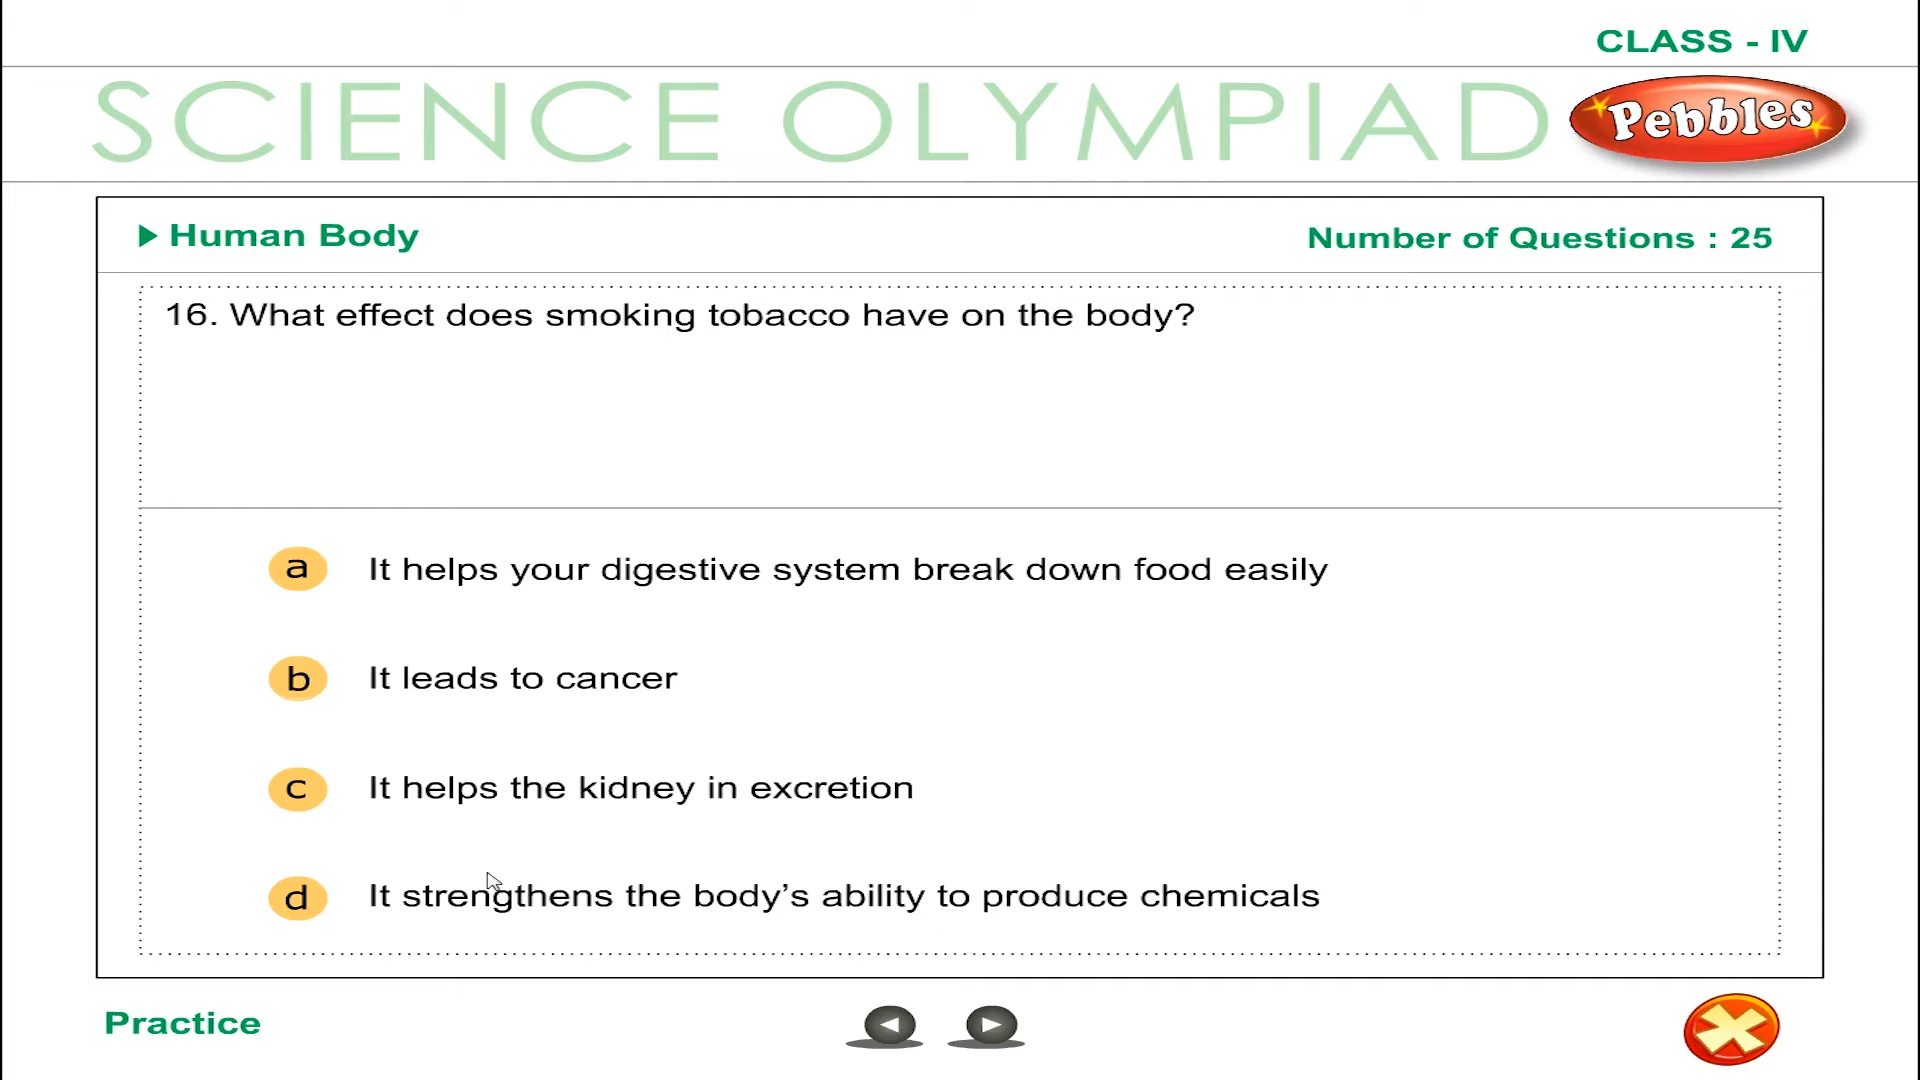 CLASS - IV
SCIENCE OLYMPIAD
Pebbles
Human Body
Number of Questions : 25
16. What effect does smoking tobacco have on the body?
a It helps your digestive system break down food easily
b It leads to cancer
c It helps the kidney in excretion
d It strengthens the body’s ability to produce chemicals
Practice